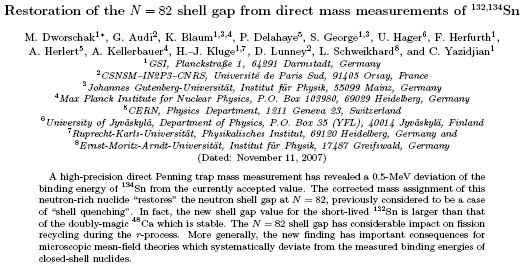 Restoration of the N = 82 shell gap from direct mass measurements of ¹³²,¹³⁴Sn
M. Dworschak¹*, G. Audi², K. Blaum¹,³,⁴, P. Delahaye⁵, S. George¹,³, U. Hager⁶, F. Herfurth¹,
A. Herlert⁵, A. Kellerbauer⁴, H.–J. Kluge¹,⁷, D. Lunney², L. Schweikhard⁸, and C. Yazidjian¹
¹GSI, Planckstraße 1, 64291 Darmstadt, Germany
²CSNSM–IN2P3–CNRS, Université de Paris Sud, 91405 Orsay, France
³Johannes Gutenberg-Universität, Institut für Physik, 55099 Mainz, Germany
⁴Max Planck Institute for Nuclear Physics, P.O. Box 103980, 69029 Heidelberg, Germany
⁵CERN, Physics Department, 1211 Geneva 23, Switzerland
⁶University of Jyväskylä, Department of Physics, P.O. Box 35 (YFL), 40014 Jyväskylä, Finland
⁷Ruprecht-Karls-Universität, Physikalisches Institut, 69120 Heidelberg, Germany and
⁸Ernst-Moritz-Arndt-Universität, Institut für Physik, 17487 Greifswald, Germany
(Dated: November 11, 2007)
A high-precision direct Penning trap mass measurement has revealed a 0.5-MeV deviation of the
binding energy of ¹³⁴Sn from the currently accepted value. The corrected mass assignment of this
neutron-rich nuclide “restores” the neutron shell gap at N = 82, previously considered to be a case
of “shell quenching”. In fact, the new shell gap value for the short-lived ¹³²Sn is larger than that
of the doubly-magic ⁴⁸Ca which is stable. The N = 82 shell gap has considerable impact on fission
recycling during the r-process. More generally, the new finding has important consequences for
microscopic mean-field theories which systematically deviate from the measured binding energies of
closed-shell nuclides.